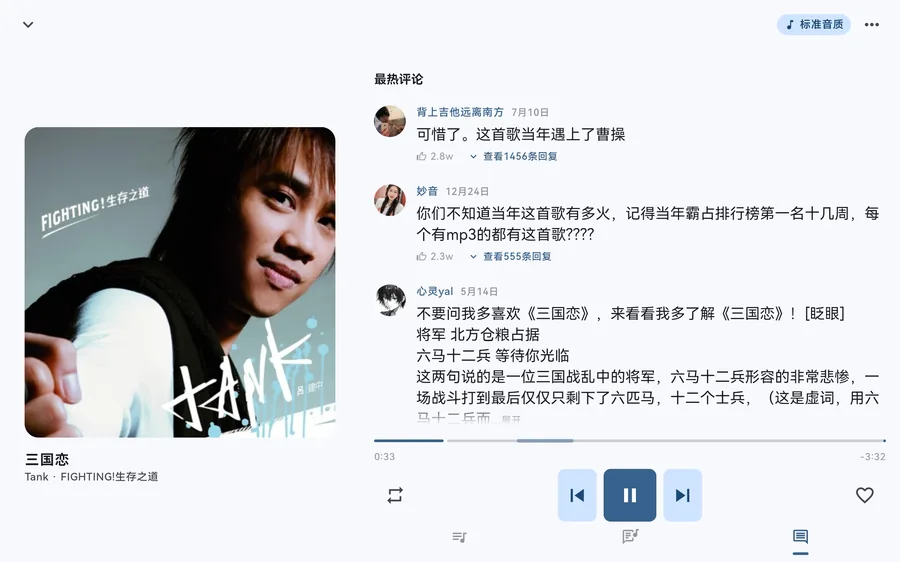 标准音质
最热评论
背上吉他远离南方 7月10日
可惜了。这首歌当年遇上了曹操
2.8w 查看1456条回复
妙音 12月24日
你们不知道当年这首歌有多火，记得当年霸占排行榜第一名十几周，每
个有mp3的都有这首歌????
2.3w 查看555条回复
心灵yal 5月14日
不要问我多喜欢《三国恋》，来看看我多了解《三国恋》！[眨眼]
将军 北方仓粮占据
六马十二兵 等待你光临
这两句说的是一位三国战乱中的将军，六马十二兵形容的非常悲惨，一
场战斗打到最后仅仅只剩下了六匹马，十二个士兵，（这是虚词，用六
马十二兵而... 展开
FIGHTING!生存之道
TANK
吕建中
三国恋
Tank · FIGHTING!生存之道
0:33
-3:32